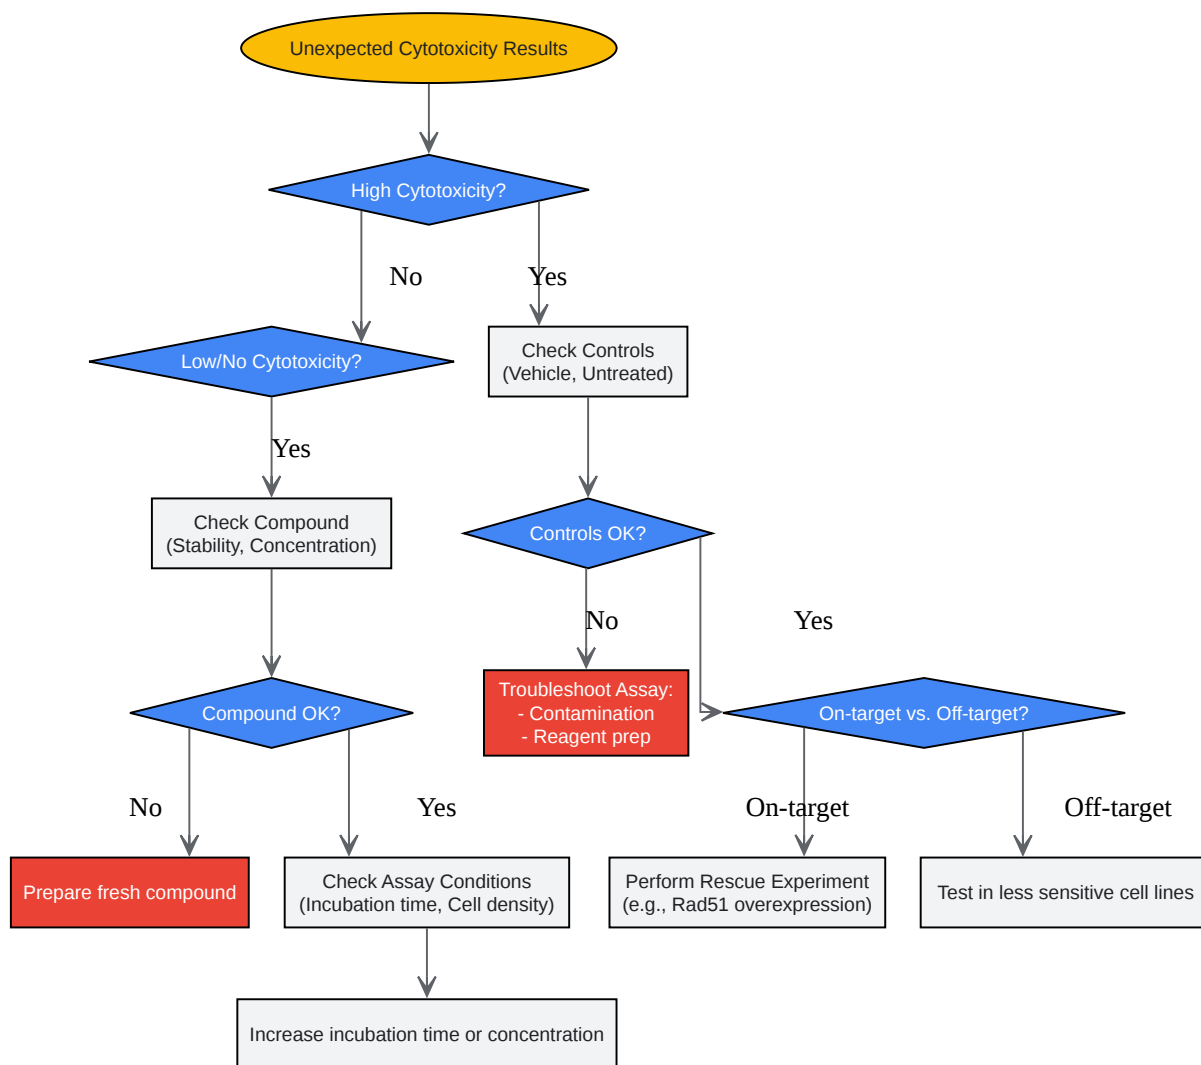 Unexpected Cytotoxicity Results
High Cytotoxicity?
No
Yes
Low/No Cytotoxicity?
Check Controls
(Vehicle, Untreated)
Yes
Check Compound
(Stability, Concentration)
Controls OK?
No
Yes
Troubleshoot Assay:
- Contamination
- Reagent prep
Compound OK?
On-target vs. Off-target?
No
Yes
On-target
Off-target
Prepare fresh compound
Check Assay Conditions
(Incubation time, Cell density)
Perform Rescue Experiment
(e.g., Rad51 overexpression)
Test in less sensitive cell lines
Increase incubation time or concentration